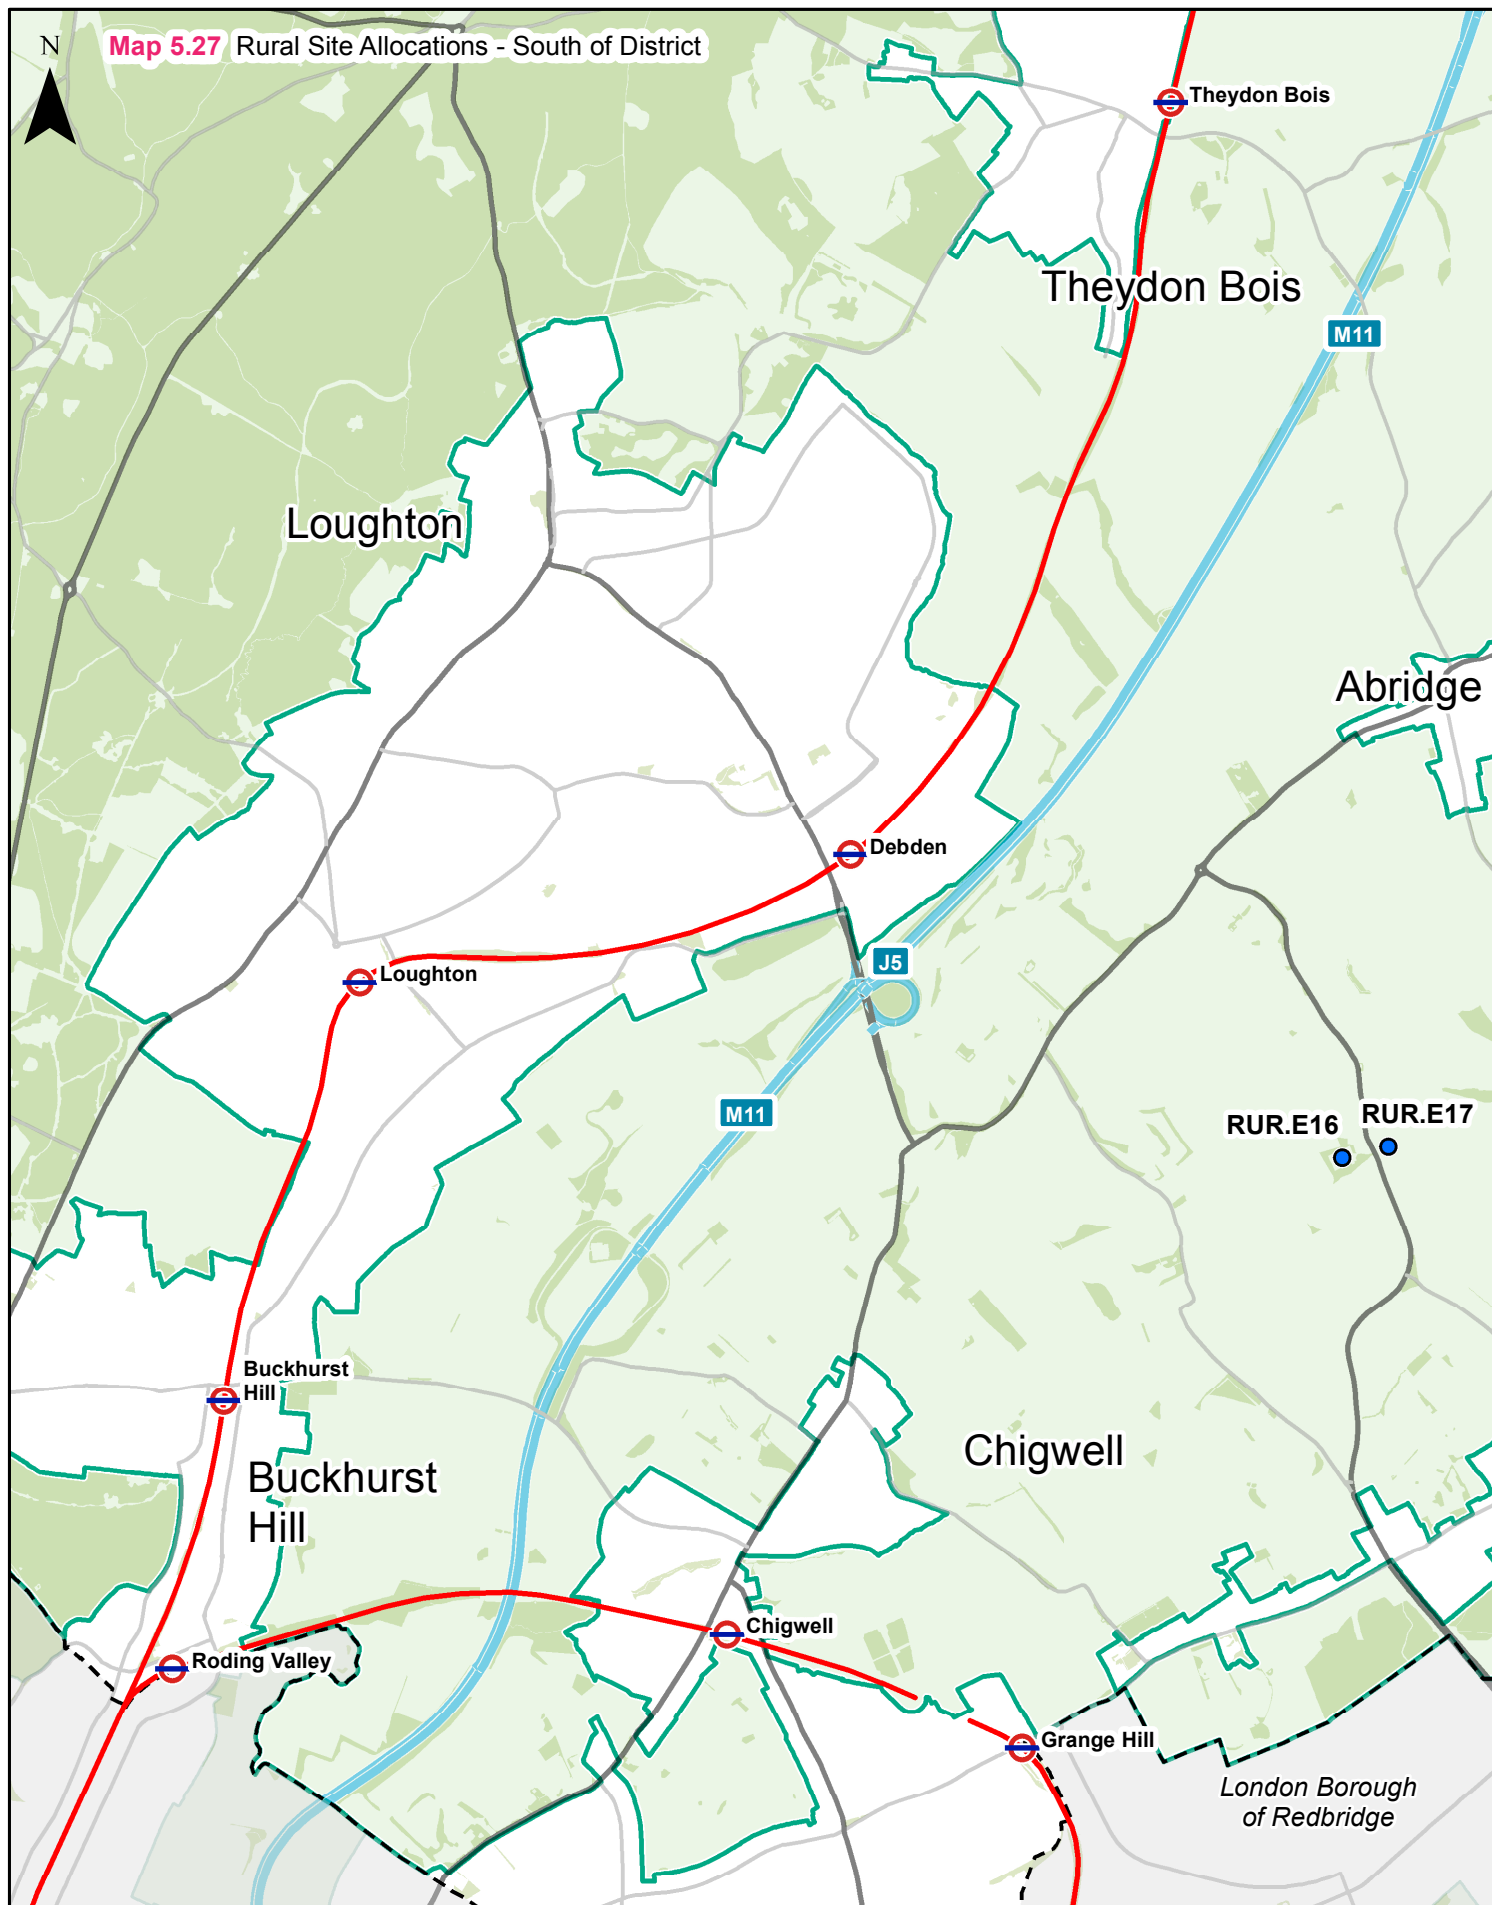 N
Map 5.27 Rural Site Allocations - South of District
Theydon Bois
Theydon Bois
M11
Loughton
Abridge
Debden
J5
Loughton
M11
RUR.E16
RUR.E17
Buckhurst
Hill
Buckhurst
Hill
Chigwell
Chigwell
Roding Valley
Grange Hill
London Borough
of Redbridge